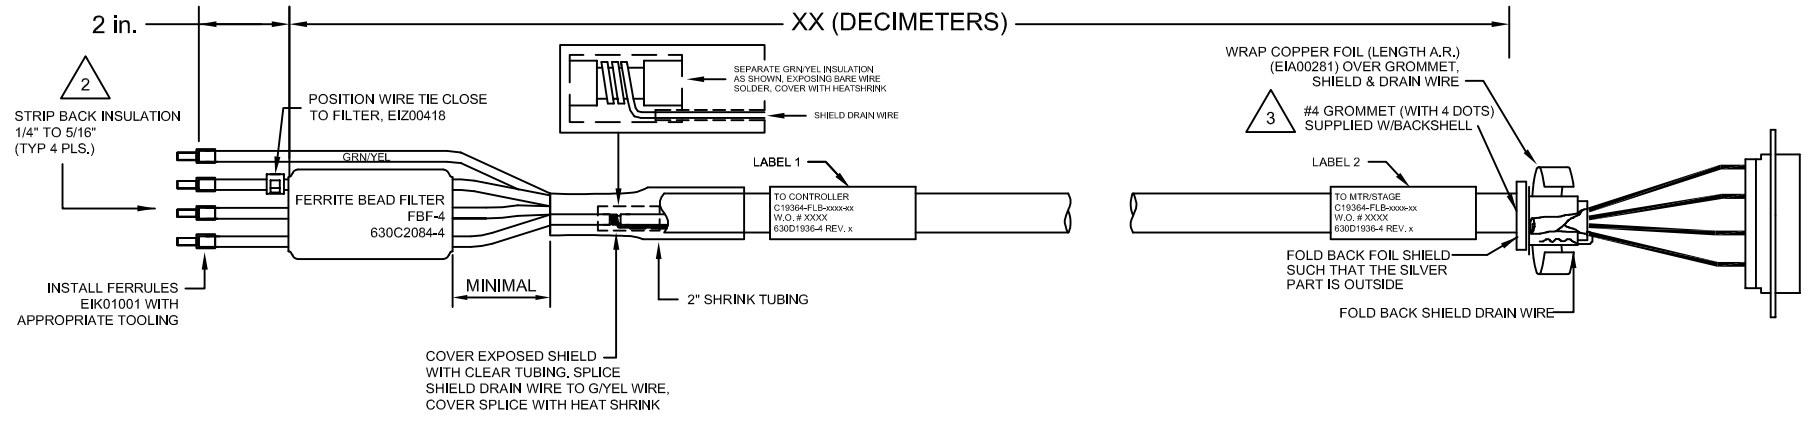 2 in.
XX (DECIMETERS)
2
STRIP BACK INSULATION
1/4" TO 5/16"
(TYP 4 PLS.)
POSITION WIRE TIE CLOSE
TO FILTER, EIZ00418
SEPARATE GRN/YEL INSULATION
AS SHOWN, EXPOSING BARE WIRE
SOLDER, COVER WITH HEATSHRINK
SHIELD DRAIN WIRE
WRAP COPPER FOIL (LENGTH A.R.)
(EIA00281) OVER GROMMET,
SHIELD & DRAIN WIRE
3
#4 GROMMET (WITH 4 DOTS)
SUPPLIED W/BACKSHELL
GRN/YEL
LABEL 1
LABEL 2
FERRITE BEAD FILTER
FBF-4
630C2084-4
TO CONTROLLER
C19364-FLB-xxxx-xx
W.O. # XXXX
630D1936-4 REV. x
TO MTR/STAGE
C19364-FLB-xxxx-xx
W.O. # XXXX
630D1936-4 REV. x
INSTALL FERRULES
EIK01001 WITH
APPROPRIATE TOOLING
MINIMAL
2" SHRINK TUBING
FOLD BACK FOIL SHIELD
SUCH THAT THE SILVER
PART IS OUTSIDE
FOLD BACK SHIELD DRAIN WIRE
COVER EXPOSED SHIELD
WITH CLEAR TUBING. SPLICE
SHIELD DRAIN WIRE TO G/YEL WIRE,
COVER SPLICE WITH HEAT SHRINK